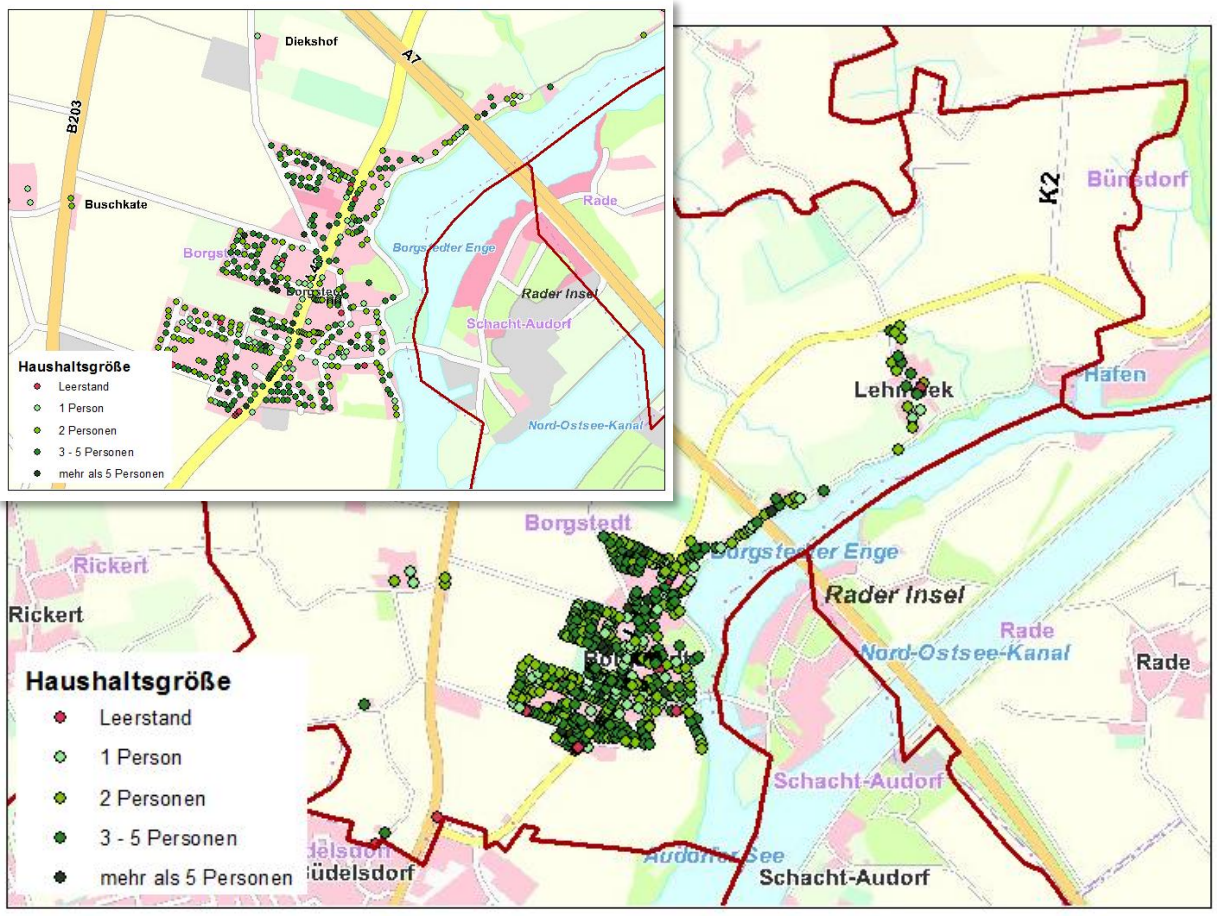 Diekshof
A7
B203
Buschkate
Rade
Borgstedter Enge
Rader Insel
Schacht-Audorf
Nord-Ostsee-Kanal
Haushaltsgröße
Leerstand
1 Person
2 Personen
3 - 5 Personen
mehr als 5 Personen
K2
Bünsdorf
Hafen
Borgstedt
Borgstedter Enge
Rickert
Rickert
Rader Insel
Rade
Nord-Ostsee-Kanal
Rade
Schacht-Audorf
Audorfer See
Schacht-Audorf
Büdelsdorf
Haushaltsgröße
Leerstand
1 Person
2 Personen
3 - 5 Personen
mehr als 5 Personen